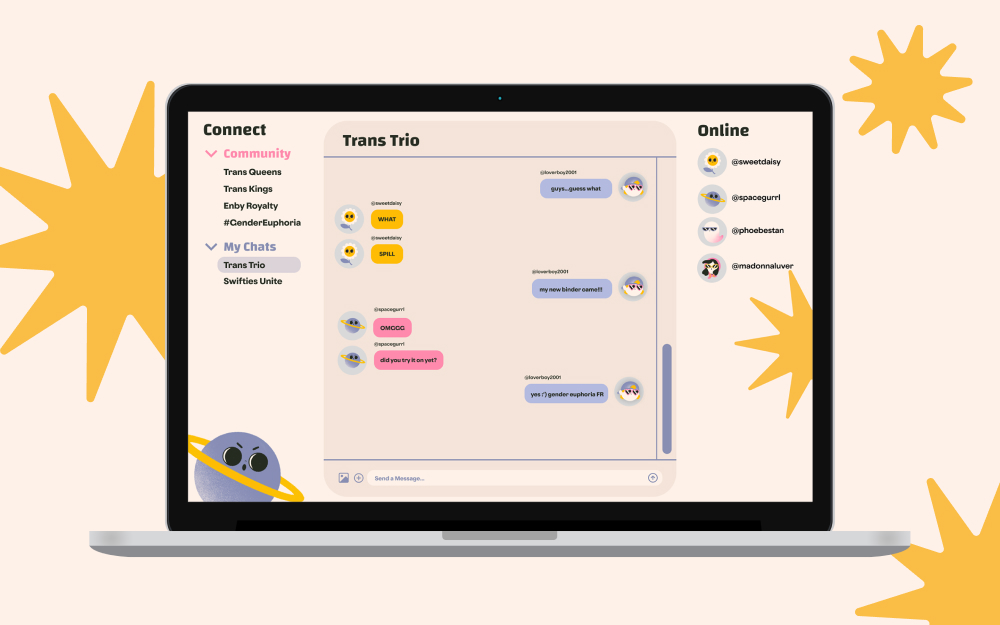 Connect
Community
Trans Queens
Trans Kings
Enby Royalty
#GenderEuphoria
My Chats
Trans Trio
Swifties Unite
Trans Trio
@loverboy2001
guys...guess what
@sweetdaisy
WHAT
@sweetdaisy
SPILL
@loverboy2001
my new binder came!!!
@spacegurrl
OMGGG
@spacegurrl
did you try it on yet?
@loverboy2001
yes :') gender euphoria FR
Send a Message...
Online
@sweetdaisy
@spacegurrl
@phoebestan
@madonnaluver